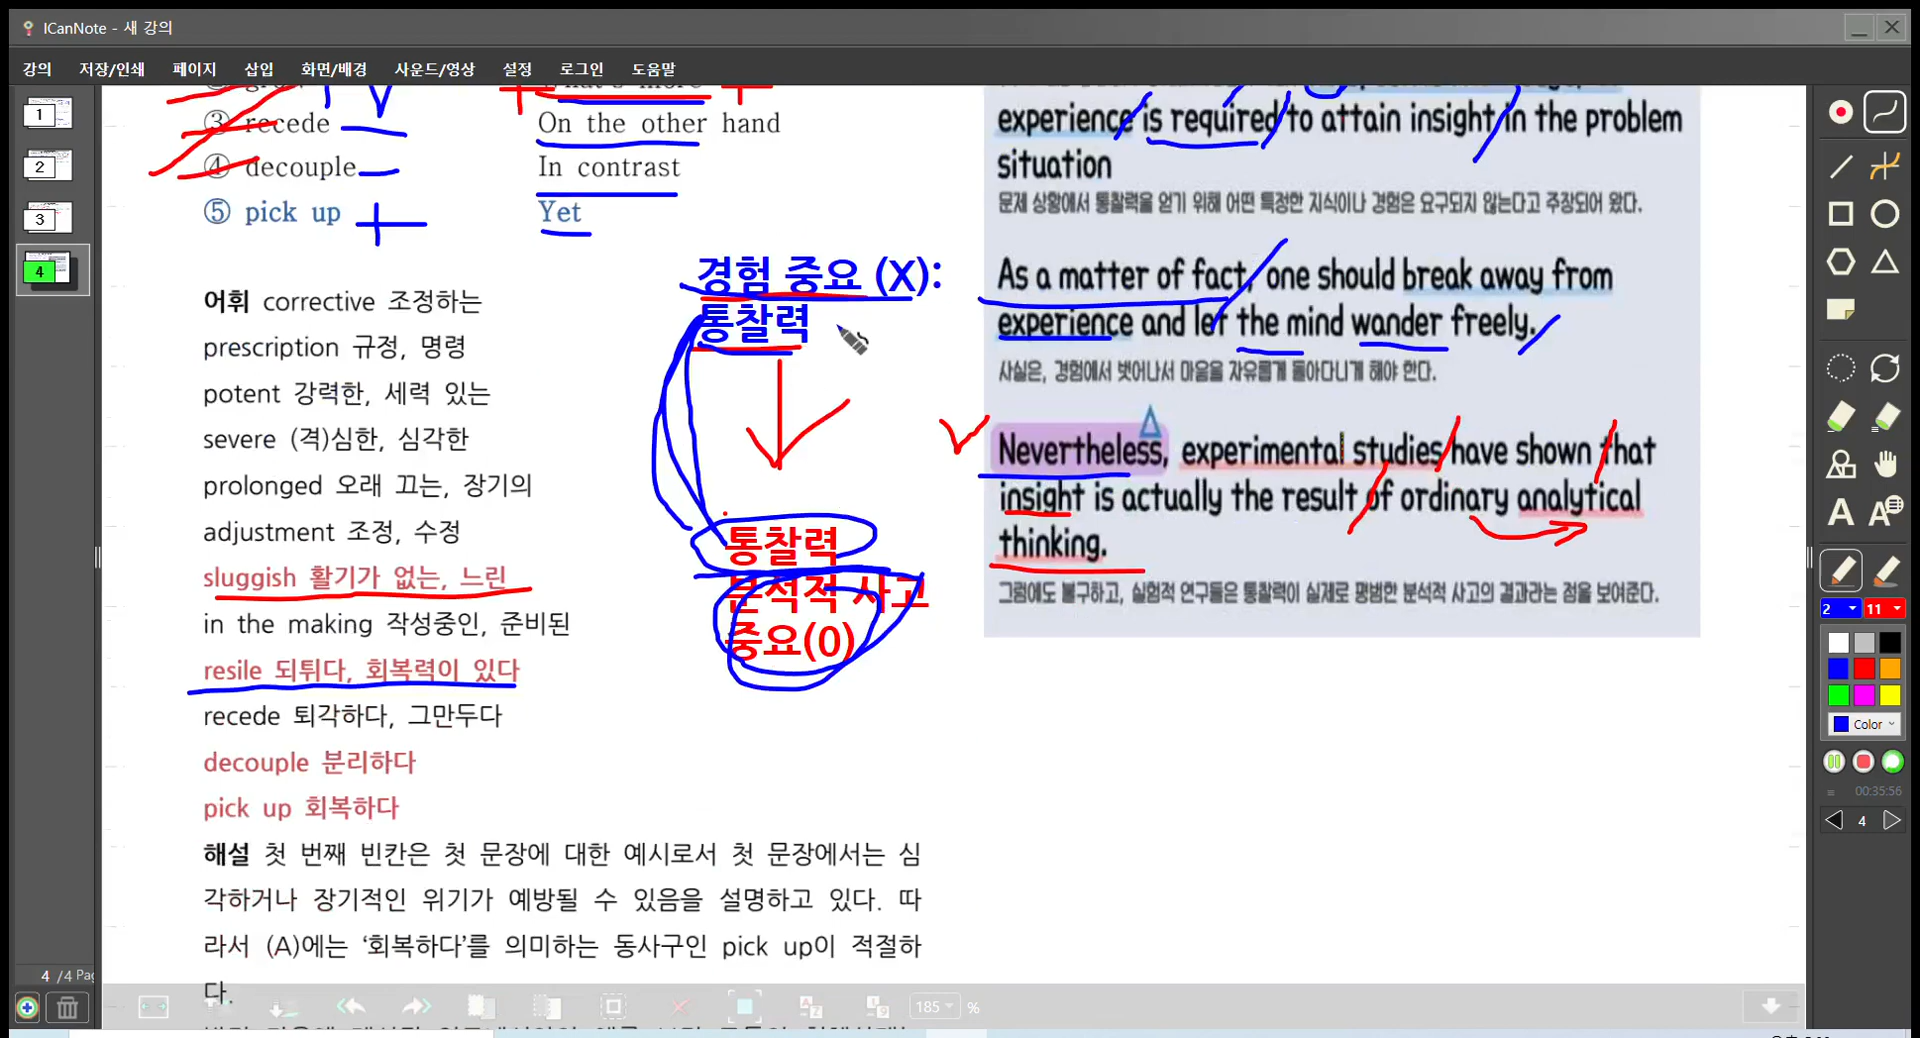 ICanNote - 새 강의
강의 저장/인쇄 페이지 삽입 화면/배경 사운드/영상 설정 로그인 도움말
1
2
3
4
What's more
③ recede On the other hand
④ decouple In contrast
⑤ pick up Yet
어휘 corrective 조정하는
prescription 규정, 명령
potent 강력한, 세력 있는
severe (격)심한, 심각한
prolonged 오래 끄는, 장기의
adjustment 조정, 수정
sluggish 활기가 없는, 느린
in the making 작성중인, 준비된
resile 되튀다, 회복력이 있다
recede 퇴각하다, 그만두다
decouple 분리하다
pick up 회복하다
해설 첫 번째 빈칸은 첫 문장에 대한 예시로서 첫 문장에서는 심
각하거나 장기적인 위기가 예방될 수 있음을 설명하고 있다. 따
라서 (A)에는 ‘회복하다’를 의미하는 동사구인 pick up이 적절하
다.
경험 중요 (X):
통찰력
통찰력
분석적 사고
중요(0)
experience is required to attain insight in the problem
situation
문제 상황에서 통찰력을 얻기 위해 어떤 특정한 지식이나 경험은 요구되지 않는다고 주장되어 왔다.
As a matter of fact, one should break away from
experience and let the mind wander freely.
사실은, 경험에서 벗어나서 마음을 자유롭게 돌아다니게 해야 한다.
Nevertheless, experimental studies have shown that
insight is actually the result of ordinary analytical
thinking.
그럼에도 불구하고, 실험적 연구들은 통찰력이 실제로 평범한 분석적 사고의 결과라는 점을 보여준다.
2 11
Color
00:35:56
4
4 /4 Pag
185 %